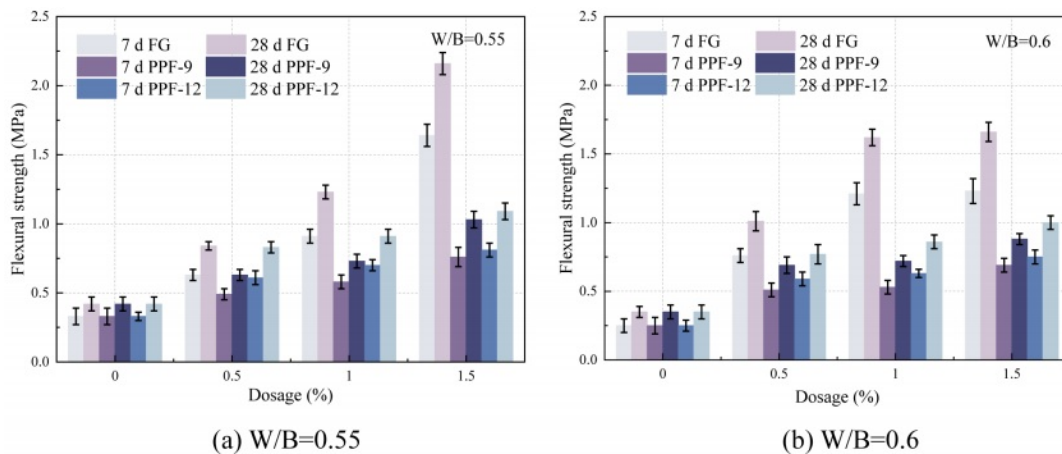 2.5
2.0
1.5
1.0
0.5
0.0
Flexural strength (MPa)
7 d FG
28 d FG
7 d PPF-9
28 d PPF-9
7 d PPF-12
28 d PPF-12
W/B=0.55
0
0.5
1
1.5
Dosage (%)
(a) W/B=0.55
2.5
2.0
1.5
1.0
0.5
0.0
Flexural strength (MPa)
7 d FG
28 d FG
7 d PPF-9
28 d PPF-9
7 d PPF-12
28 d PPF-12
W/B=0.6
0
0.5
1
1.5
Dosage (%)
(b) W/B=0.6